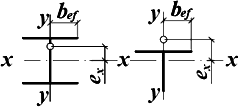 y b_ef y b_ef
x x x
e_x e_x
y y